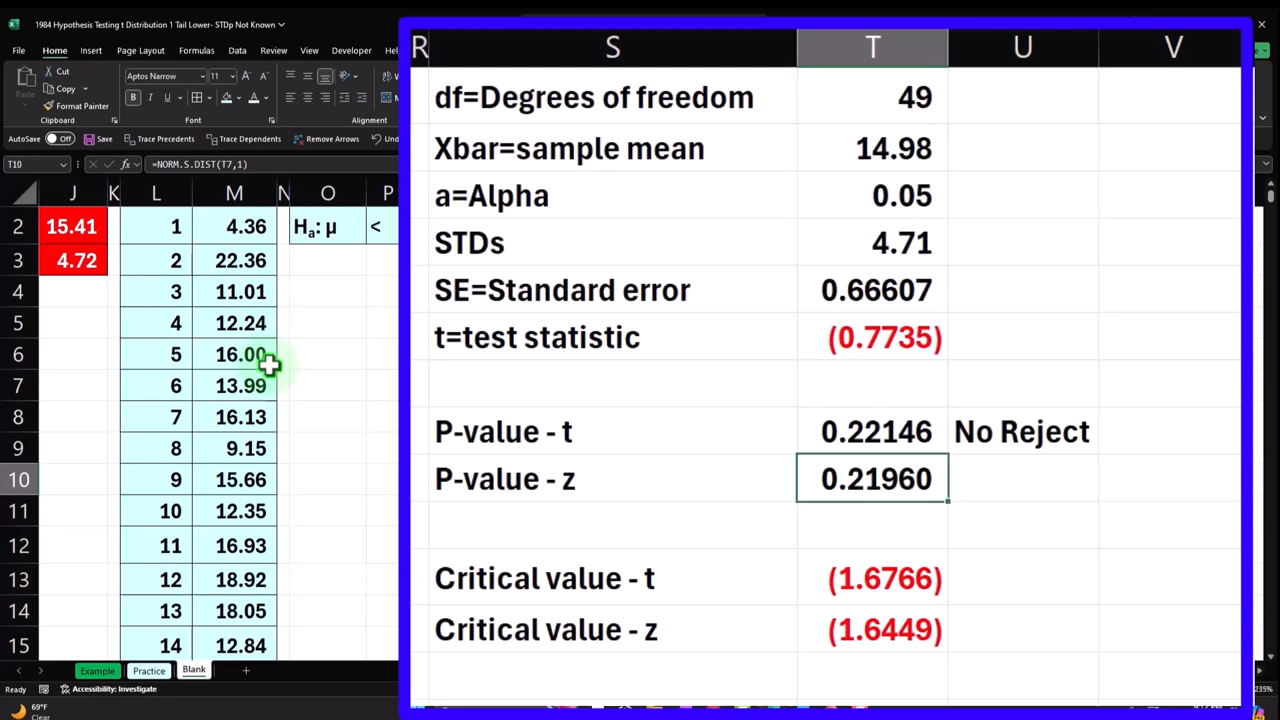 1984 Hypothesis Testing t Distribution 1 Tail Lower- STDp Not Known
File Home Insert Page Layout Formulas Data Review View Developer
Cut
Copy
Format Painter
Paste
Clipboard
Aptos Narrow 11
B I U
Font
Alignment
AutoSave Off Save Trace Precedents Trace Dependents Remove Arrows Undo
T10 fx =NORM.S.DIST(T7,1)
J K L M N O P
2 15.41 1 4.36 Ha: µ <
3 4.72 2 22.36
4 3 11.01
5 4 12.24
6 5 16.00
7 6 13.99
8 7 16.13
9 8 9.15
10 9 15.66
11 10 12.35
12 11 16.93
13 12 18.92
14 13 18.05
15 14 12.84
R S T U V
df=Degrees of freedom 49
Xbar=sample mean 14.98
a=Alpha 0.05
STDs 4.71
SE=Standard error 0.66607
t=test statistic (0.7735)
P-value - t 0.22146 No Reject
P-value - z 0.21960
Critical value - t (1.6766)
Critical value - z (1.6449)
Example Practice Blank +
Ready Accessibility: Investigate
235%
69°F
Clear